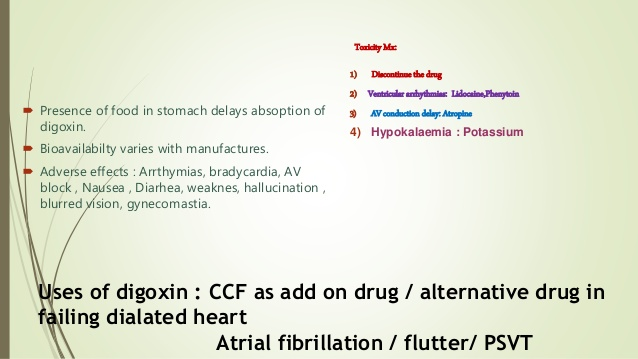 Presence of food in stomach delays absoption of
digoxin.
Bioavailabilty varies with manufactures.
Adverse effects : Arrthymias, bradycardia, AV
block , Nausea , Diarhea, weaknes, hallucination ,
blurred vision, gynecomastia.
Toxicity Mx:
1) Discontinue the drug
2) Ventricular arrhythmias: Lidocaine,Phenytoin
3) AV conduction delay: Atropine
4) Hypokalaemia : Potassium
Uses of digoxin : CCF as add on drug / alternative drug in
failing dialated heart
Atrial fibrillation / flutter/ PSVT